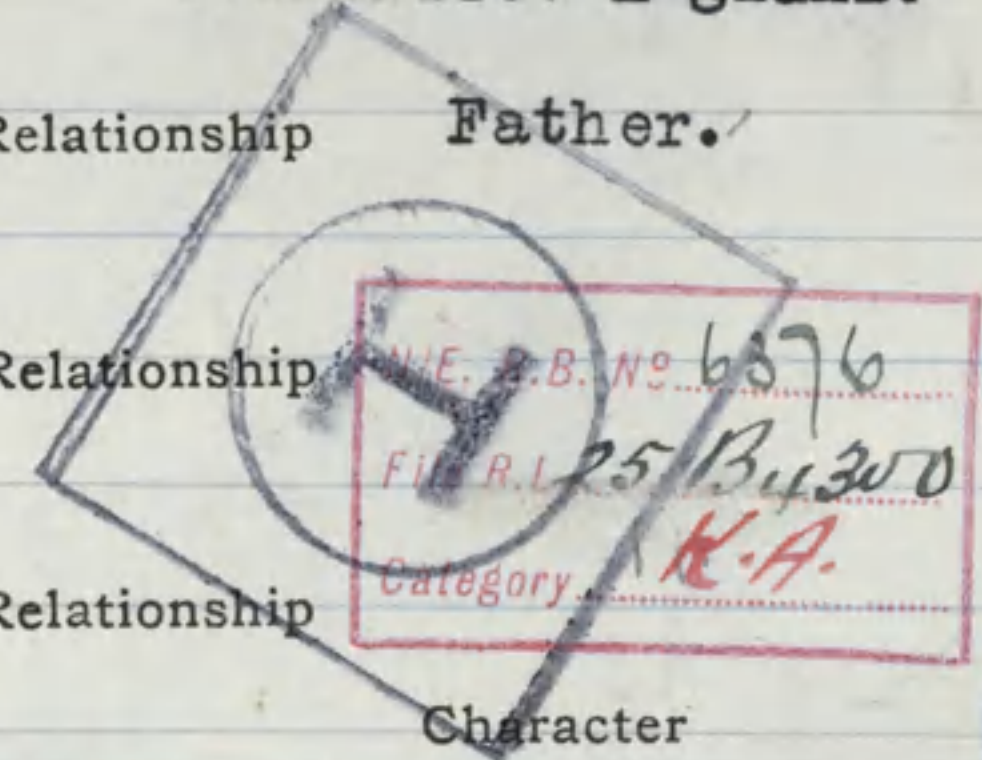 Relationship Father.
Relationship
N/E. R.B. Nº 6376
File R.L. 25 B4300
Category K.A.
Relationship
Character